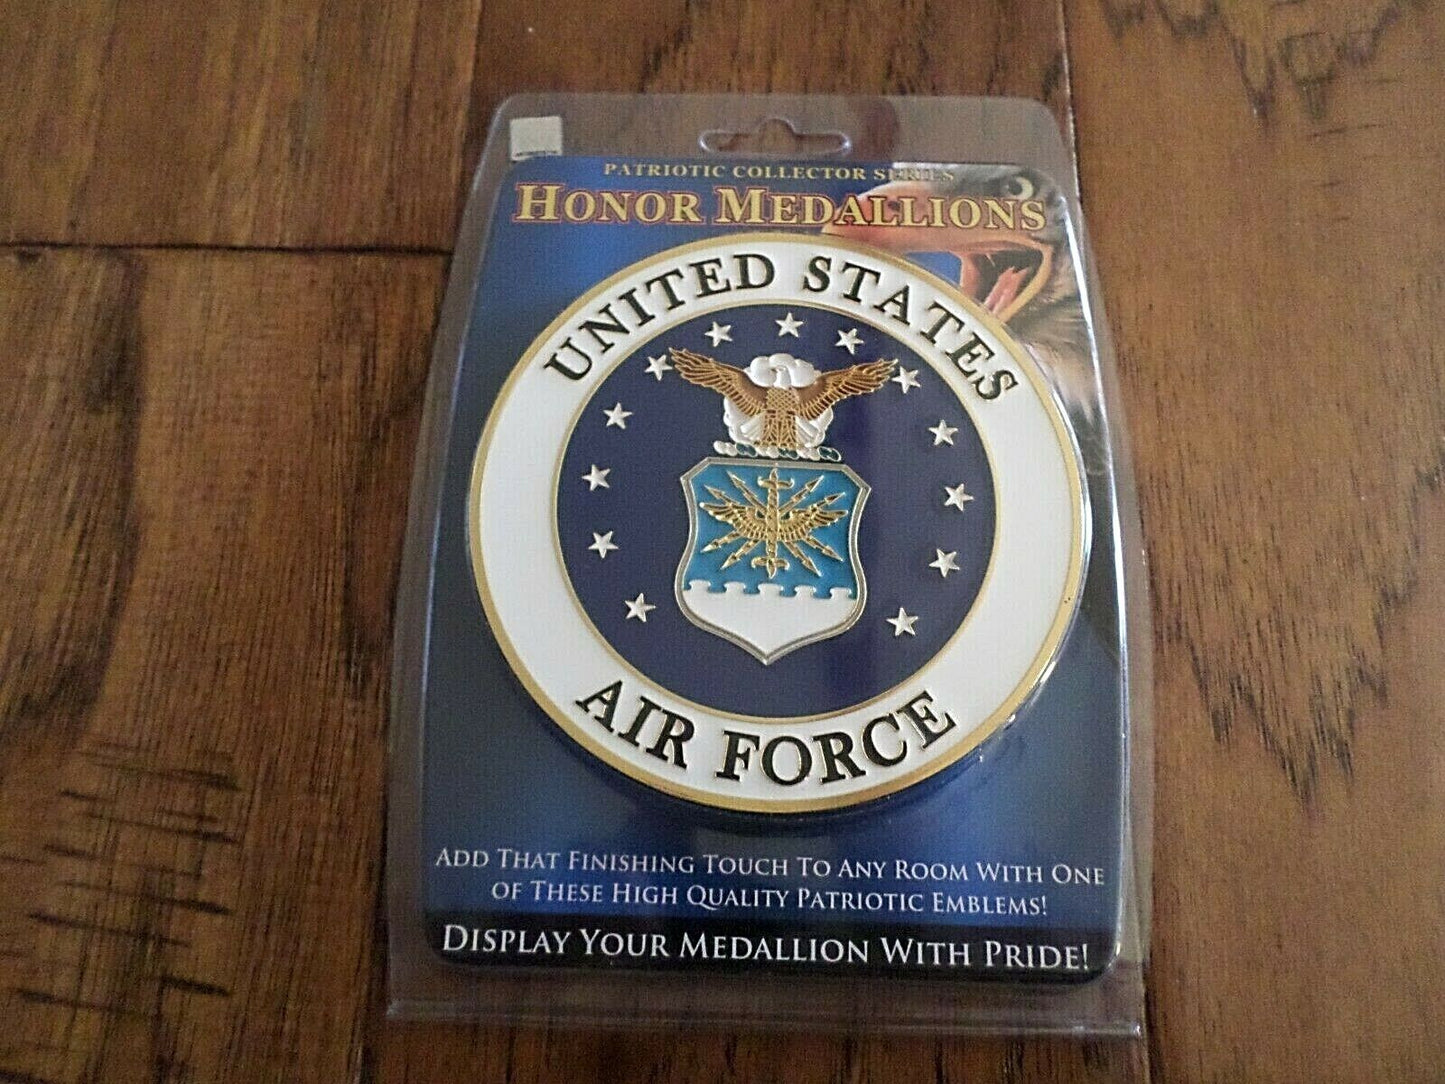 PATRIOTIC COLLECTOR SERIES
HONOR MEDALLIONS
UNITED STATES
AIR FORCE
ADD THAT FINISHING TOUCH TO ANY ROOM WITH ONE
OF THESE HIGH QUALITY PATRIOTIC EMBLEMS!
DISPLAY YOUR MEDALLION WITH PRIDE!